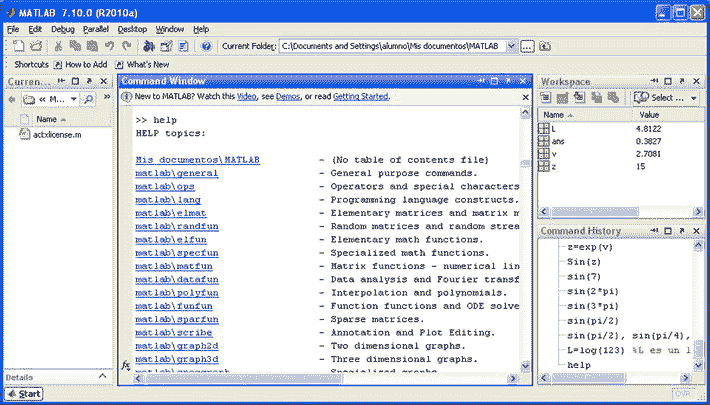 MATLAB 7.10.0 (R2010a)
File Edit Debug Parallel Desktop Window Help
Current Folder: C:\Documents and Settings\alumno\Mis documentos\MATLAB
Shortcuts How to Add What's New
Curren...
« M...
Name
actxlicense.m
Details
Command Window
New to MATLAB? Watch this Video, see Demos, or read Getting Started.
>> help
HELP topics:
Mis documentos\MATLAB - (No table of contents file)
matlab\general - General purpose commands.
matlab\ops - Operators and special characters
matlab\lang - Programming language constructs.
matlab\elmat - Elementary matrices and matrix m
matlab\randfun - Random matrices and random strea
matlab\elfun - Elementary math functions.
matlab\specfun - Specialized math functions.
matlab\matfun - Matrix functions - numerical lin
matlab\datafun - Data analysis and Fourier transf
matlab\polyfun - Interpolation and polynomials.
matlab\funfun - Function functions and ODE solve
matlab\sparfun - Sparse matrices.
matlab\scribe - Annotation and Plot Editing.
matlab\graph2d - Two dimensional graphs.
matlab\graph3d - Three dimensional graphs.
matlab\specgraph - Specialized graphs
fx
Workspace
Select ...
Name Value
L 4.8122
ans 0.3827
v 2.7081
z 15
Command History
z=exp(v)
Sin(z)
sin(7)
sin(2*pi)
sin(3*pi)
sin(pi/2)
sin(pi/2), sin(pi/4),
L=log(123) %L es un l
help
Start
OVR